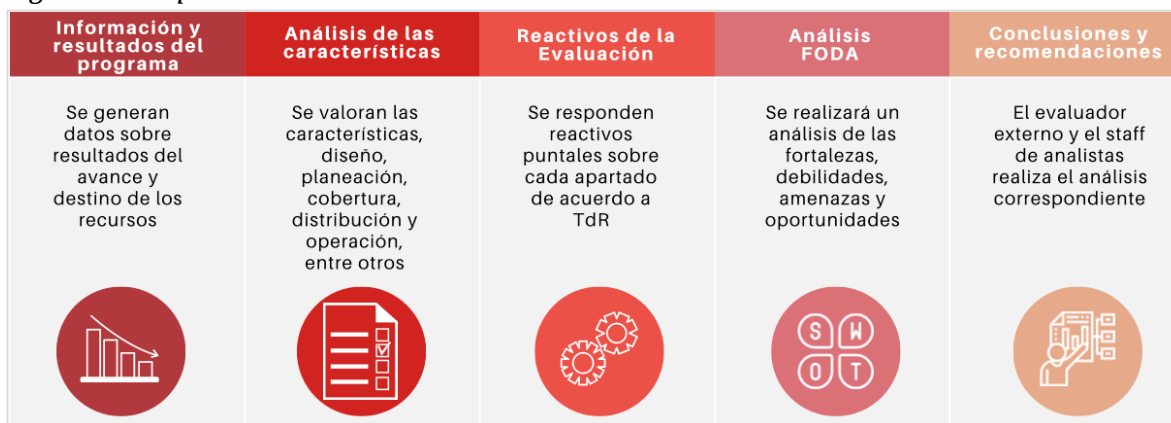 Información y
resultados del
programa
Se generan
datos sobre
resultados del
avance y
destino de los
recursos
Análisis de las
características
Se valoran las
características,
diseño,
planeación,
cobertura,
distribución y
operación,
entre otros
Reactivos de la
Evaluación
Se responden
reactivos
puntales sobre
cada apartado
de acuerdo a
TdR
Análisis
FODA
Se realizará un
análisis de las
fortalezas,
debilidades,
amenazas y
oportunidades
S W
O T
Conclusiones y
recomendaciones
El evaluador
externo y el staff
de analistas
realiza el análisis
correspondiente